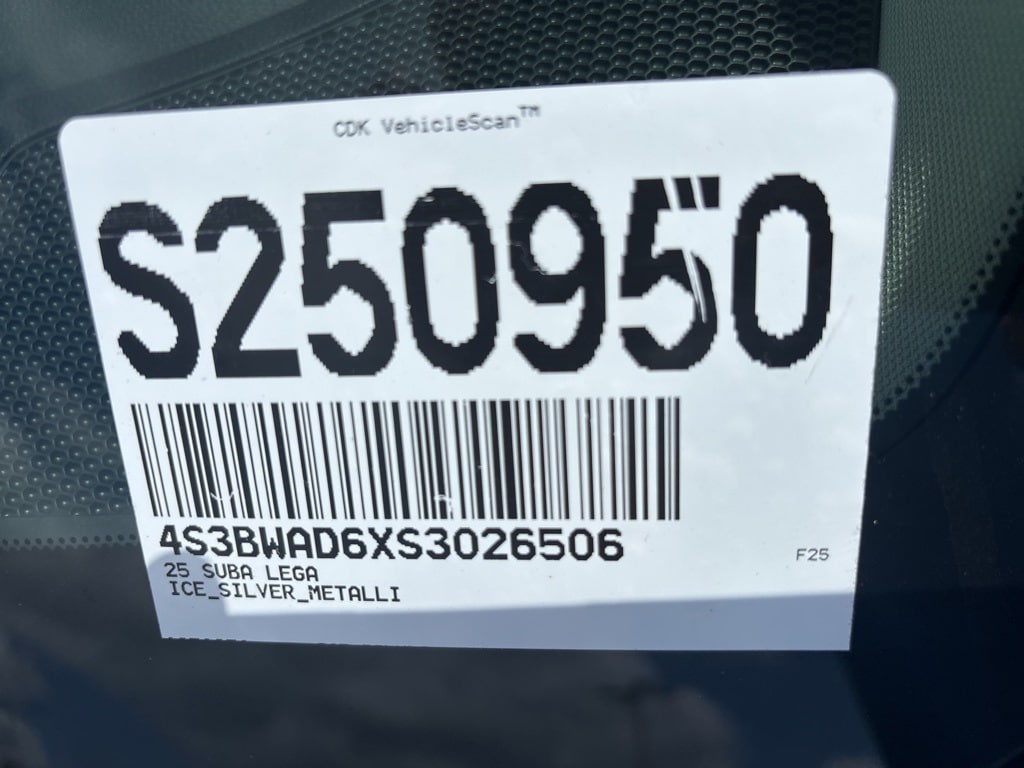 CDK VehicleScan™
S250950
4S3BWAD6XS3026506
F25
25 SUBA LEGA
ICE_SILVER_METALLI